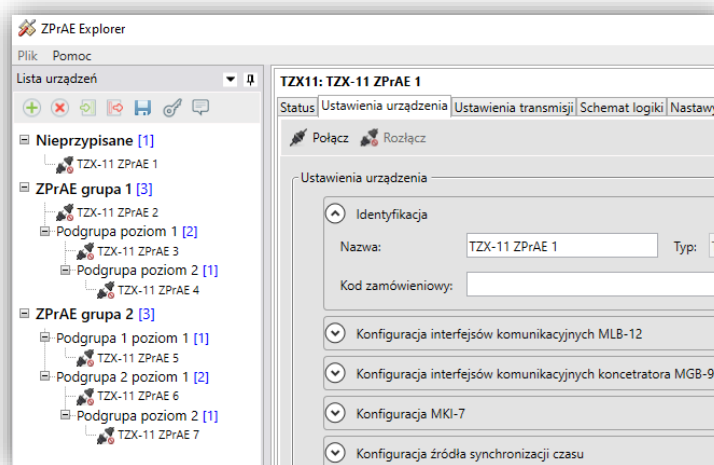 ZPrAE Explorer
Plik Pomoc
Lista urządzeń
Nieprzypisane [1]
TZX-11 ZPrAE 1
ZPrAE grupa 1 [3]
TZX-11 ZPrAE 2
Podgrupa poziom 1 [2]
TZX-11 ZPrAE 3
Podgrupa poziom 2 [1]
TZX-11 ZPrAE 4
ZPrAE grupa 2 [3]
Podgrupa 1 poziom 1 [1]
TZX-11 ZPrAE 5
Podgrupa 2 poziom 1 [2]
TZX-11 ZPrAE 6
Podgrupa poziom 2 [1]
TZX-11 ZPrAE 7
TZX11: TZX-11 ZPrAE 1
Status Ustawienia urządzenia Ustawienia transmisji Schemat logiki Nastawy
Połącz Rozłącz
Ustawienia urządzenia
Identyfikacja
Nazwa: TZX-11 ZPrAE 1 Typ:
Kod zamówieniowy:
Konfiguracja interfejsów komunikacyjnych MLB-12
Konfiguracja interfejsów komunikacyjnych koncetratora MGB-9
Konfiguracja MKI-7
Konfiguracja źródła synchronizacji czasu